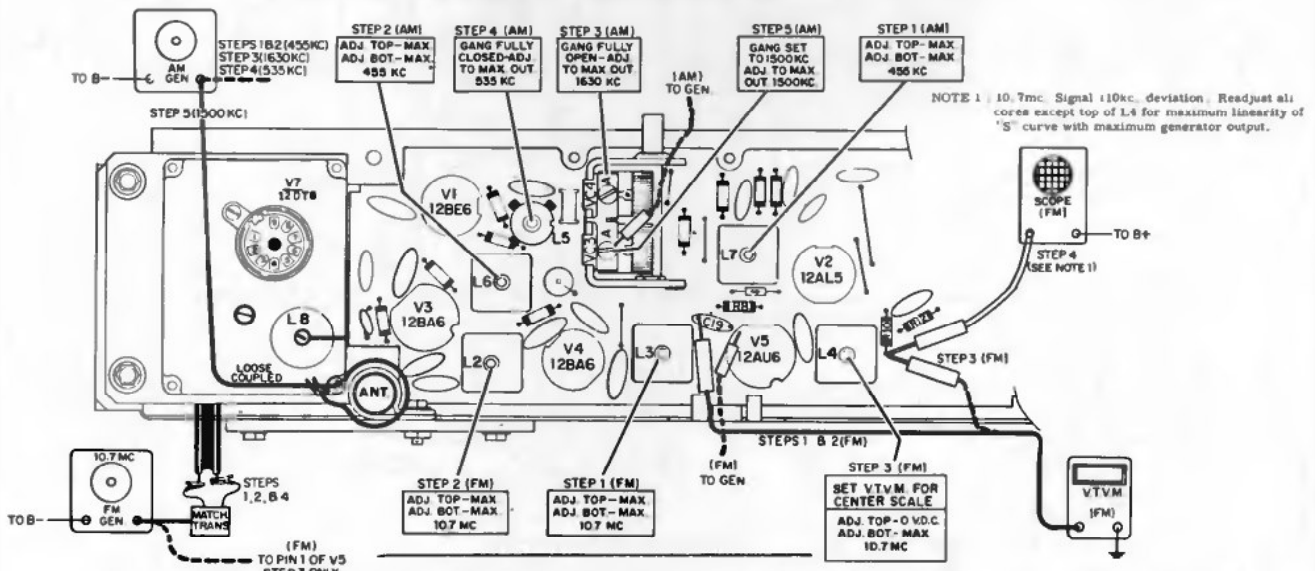 AM
GEN
TO B-
STEPS 1 & 2 (455KC)
STEP 3 (1630 KC)
STEP 4 (535 KC)
STEP 5 (1500 KC)
STEP 2 (AM)
ADJ. TOP-MAX.
ADJ. BOT.-MAX.
455 KC
STEP 4 (AM)
GANG FULLY
CLOSED-ADJ.
TO MAX OUT
535 KC
STEP 3 (AM)
GANG FULLY
OPEN-ADJ.
TO MAX OUT.
1630 KC
(AM)
TO GEN.
STEP 5 (AM)
GANG SET
TO 1500KC
ADJ. TO MAX
OUT 1500KC.
STEP 1 (AM)
ADJ. TOP-MAX.
ADJ. BOT-MAX
455 KC
NOTE 1 10.7mc. Signal 110kc. deviation. Readjust all
cores except top of L4 for maximum linearity of
"S" curve with maximum generator output.
SCOPE
(FM)
TO B+
STEP 4
(SEE NOTE 1)
V7
12DT8
L8
LOOSE
COUPLED
ANT.
V1
12BE6
L5
VC4
A
VC3
A
L6
L7
V2
12AL5
V3
12BA6
L2
V4
12BA6
L3
C19
R8
V5
12AU6
L4
STEP 3 (FM)
STEPS 1 & 2 (FM)
(FM)
TO GEN
10.7 MC
FM
GEN
TO B-
STEPS
1, 2, & 4
MATCH.
TRANS
(FM)
TO PIN 1 OF V5
STEP 3 ONLY
STEP 2 (FM)
ADJ. TOP-MAX.
ADJ. BOT.-MAX.
10.7 MC
STEP 1 (FM)
ADJ. TOP-MAX.
ADJ. BOT.-MAX.
10.7 MC
STEP 3 (FM)
SET V.T.V.M. FOR
CENTER SCALE
ADJ. TOP-0 V.D.C.
ADJ. BOT.-MAX
10.7 MC
V.T.V.M.
(FM)